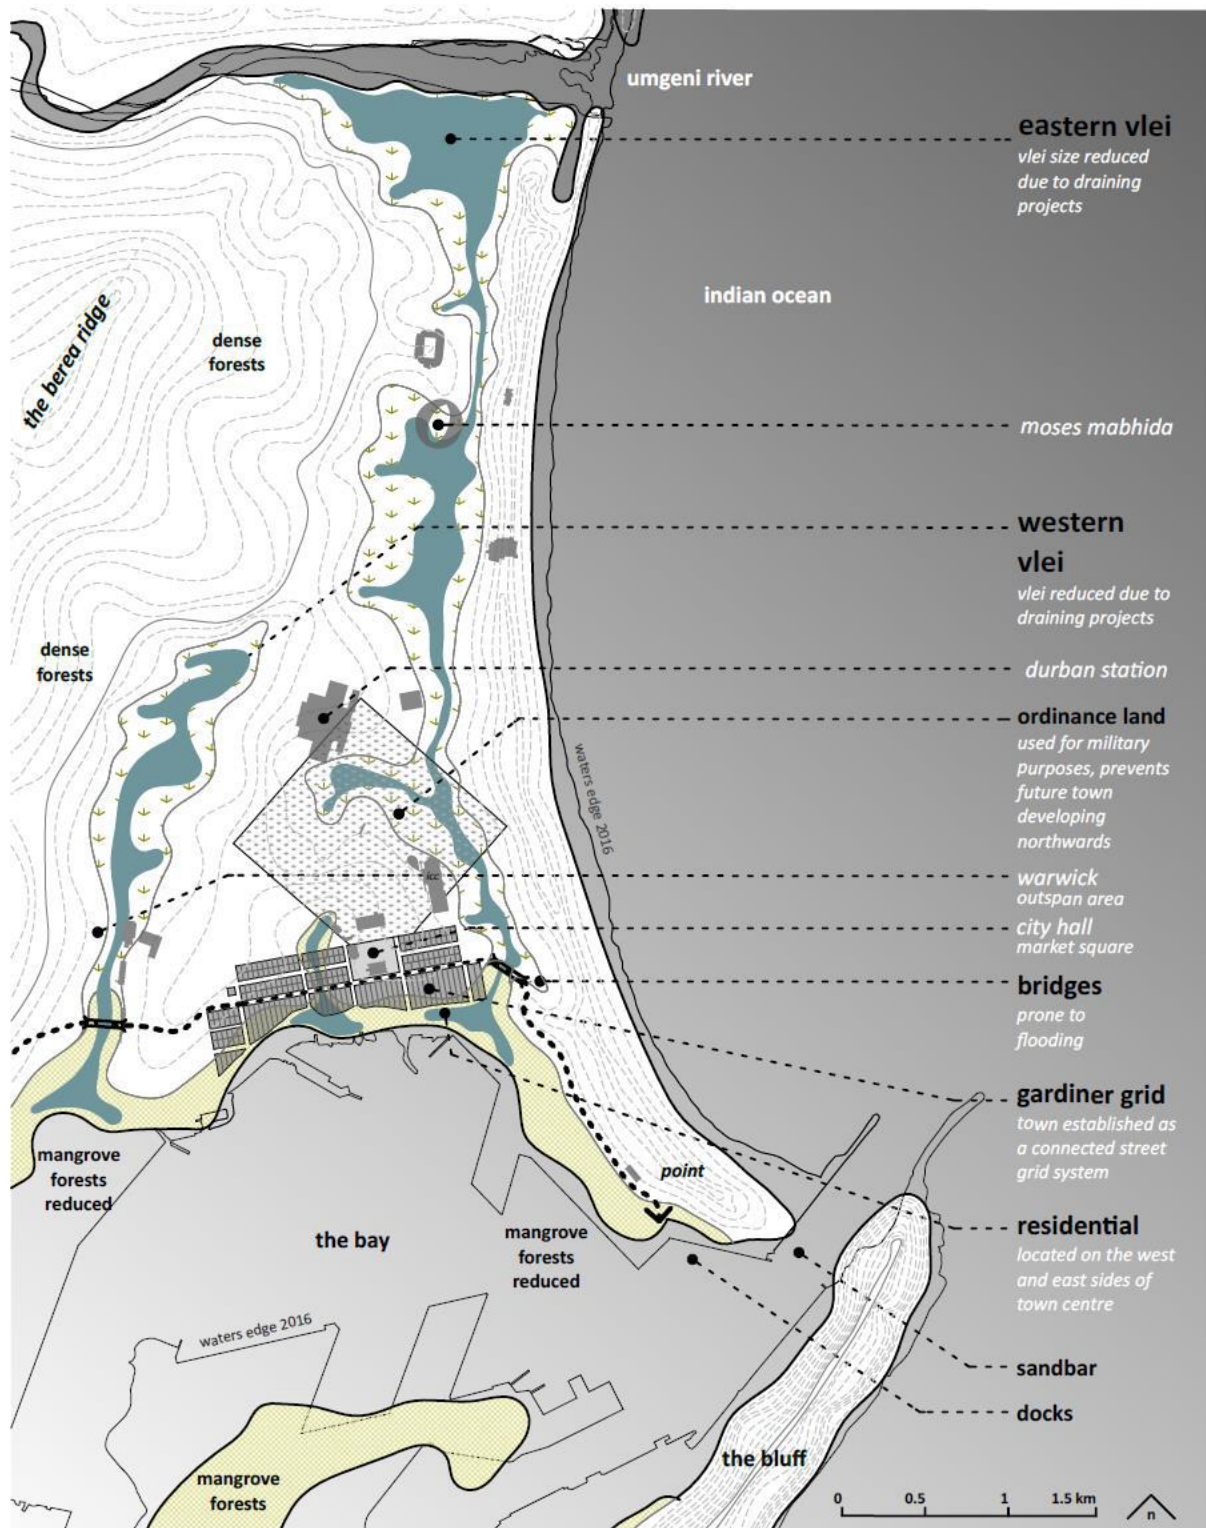 umgeni river
eastern vlei
vlei size reduced
due to draining
projects
indian ocean
the berea ridge
dense
forests
moses mabhida
western
vlei
vlei reduced due to
draining projects
dense
forests
durban station
ordinance land
used for military
purposes, prevents
future town
developing
northwards
waters edge 2016
icc
warwick
outspan area
city hall
market square
bridges
prone to
flooding
gardiner grid
town established as
a connected street
grid system
mangrove
forests
reduced
point
the bay
mangrove
forests
reduced
residential
located on the west
and east sides of
town centre
waters edge 2016
sandbar
docks
the bluff
mangrove
forests
0 0.5 1 1.5 km
n